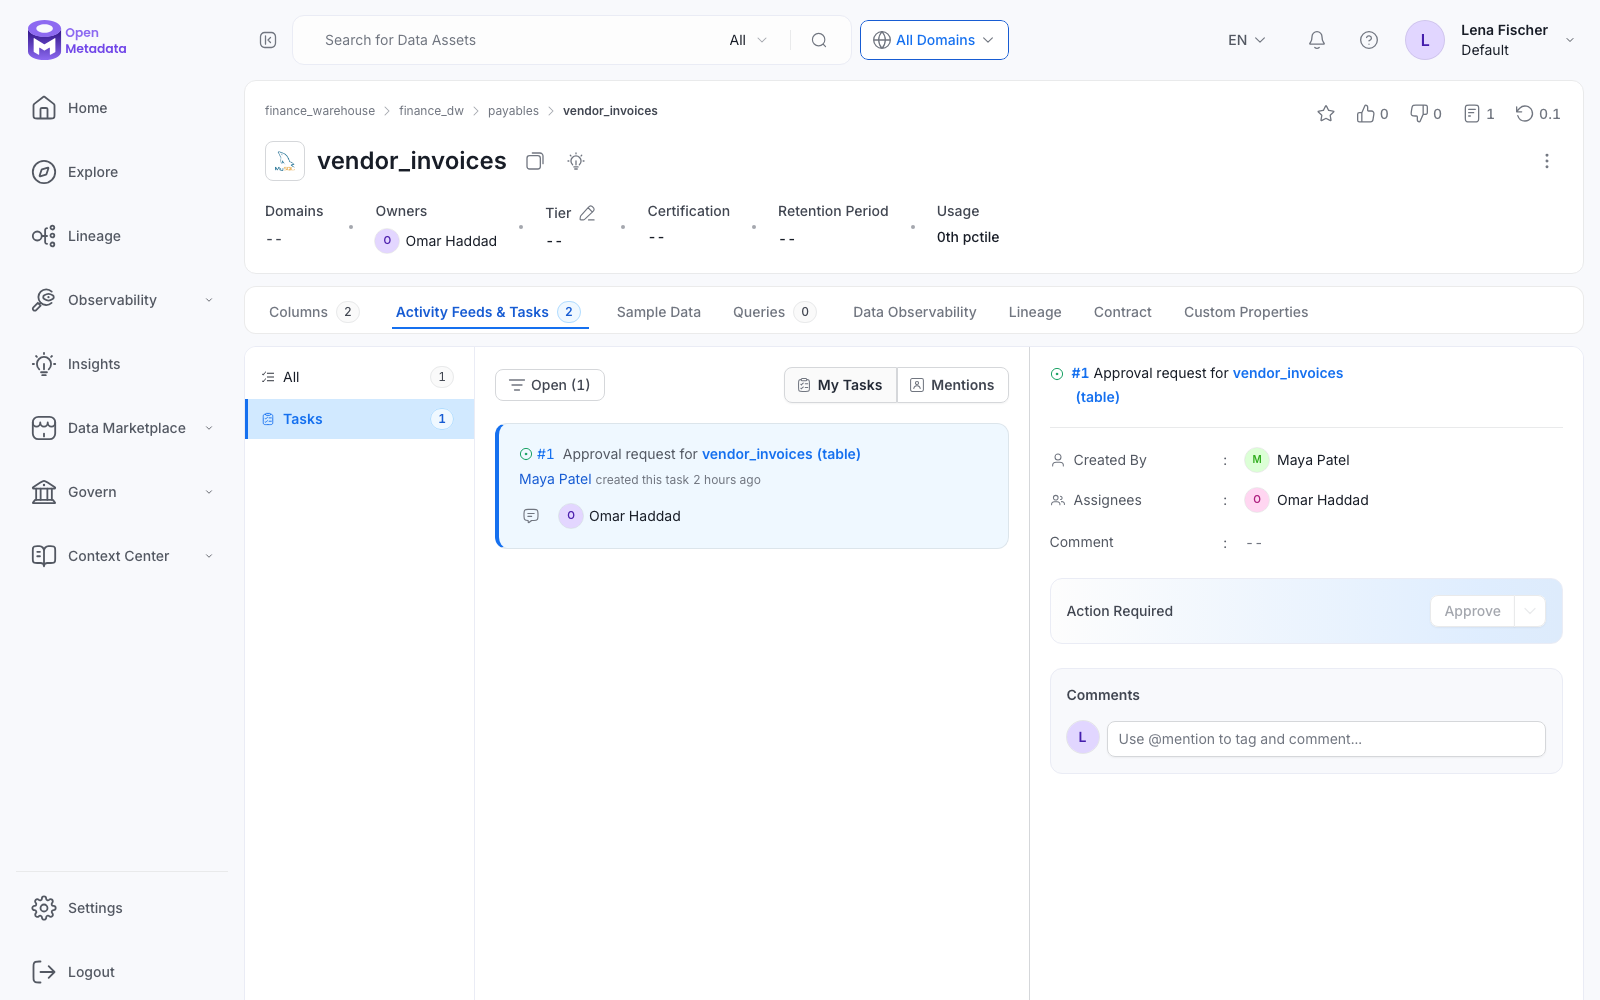 Open
Metadata
Search for Data Assets
All
All Domains
EN
L
Lena Fischer
Default
Home
Explore
Lineage
Observability
Insights
Data Marketplace
Govern
Context Center
Settings
Logout
finance_warehouse
finance_dw
payables
vendor_invoices
0
0
1
0.1
MySQL
vendor_invoices
Domains
--
Owners
O
Omar Haddad
Tier
--
Certification
--
Retention Period
--
Usage
0th pctile
Columns 2
Activity Feeds & Tasks 2
Sample Data
Queries 0
Data Observability
Lineage
Contract
Custom Properties
All 1
Tasks 1
Open (1)
My Tasks
Mentions
#1 Approval request for vendor_invoices (table)
Maya Patel created this task 2 hours ago
O Omar Haddad
#1 Approval request for vendor_invoices
(table)
Created By : M Maya Patel
Assignees : O Omar Haddad
Comment : --
Action Required
Approve
Comments
L
Use @mention to tag and comment...